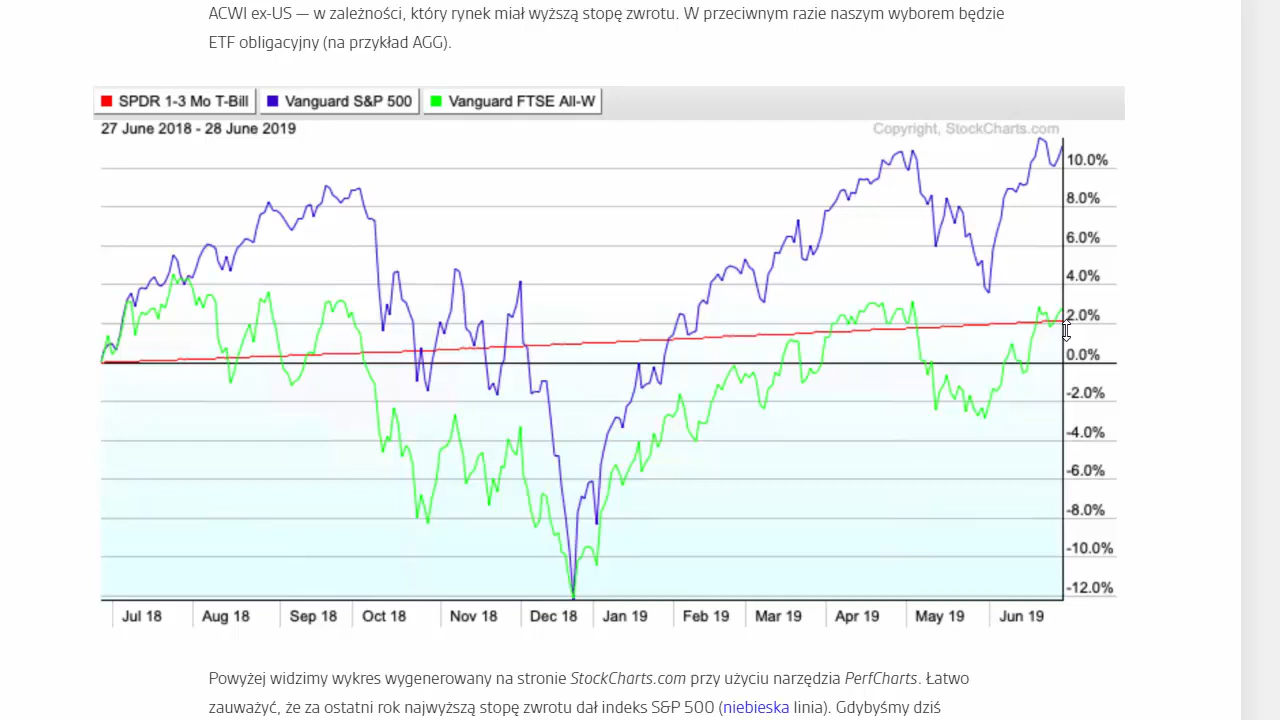 ACWI ex-US — w zależności, który rynek miał wyższą stopę zwrotu. W przeciwnym razie naszym wyborem będzie
ETF obligacyjny (na przykład AGG).
SPDR 1-3 Mo T-Bill Vanguard S&P 500 Vanguard FTSE All-W
27 June 2018 - 28 June 2019 Copyright, StockCharts.com
10.0%
8.0%
6.0%
4.0%
2.0%
0.0%
-2.0%
-4.0%
-6.0%
-8.0%
-10.0%
-12.0%
Jul 18 Aug 18 Sep 18 Oct 18 Nov 18 Dec 18 Jan 19 Feb 19 Mar 19 Apr 19 May 19 Jun 19
Powyżej widzimy wykres wygenerowany na stronie StockCharts.com przy użyciu narzędzia PerfCharts. Łatwo
zauważyć, że za ostatni rok najwyższą stopę zwrotu dał indeks S&P 500 (niebieska linia). Gdybyśmy dziś